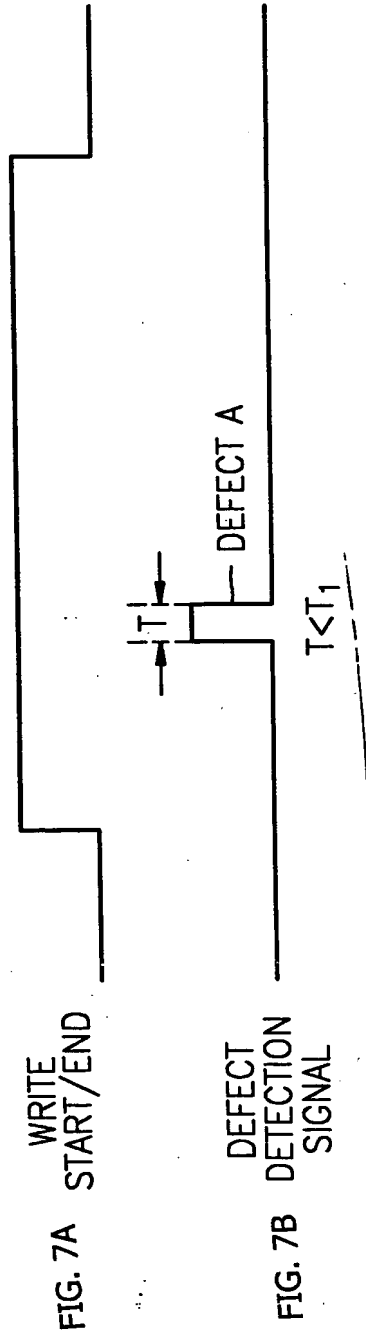 FIG. 7A
WRITE
START/END
FIG. 7B
DEFECT
DETECTION
SIGNAL
T
DEFECT A
T<T1